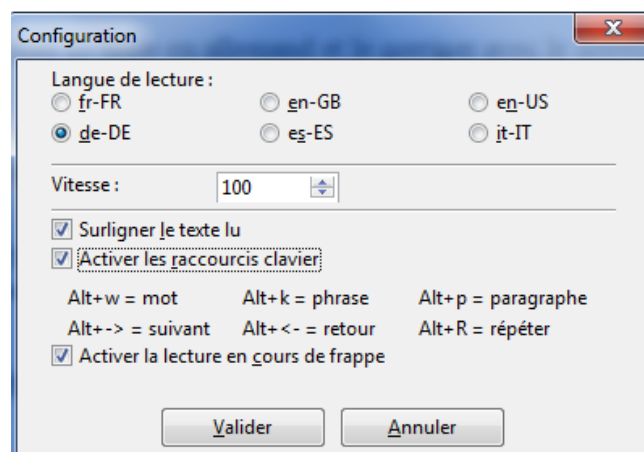 Configuration
Langue de lecture :
fr-FR en-GB en-US
de-DE es-ES it-IT
Vitesse : 100
Surligner le texte lu
Activer les raccourcis clavier
Alt+w = mot Alt+k = phrase Alt+p = paragraphe
Alt+-> = suivant Alt+<- = retour Alt+R = répéter
Activer la lecture en cours de frappe
Valider Annuler